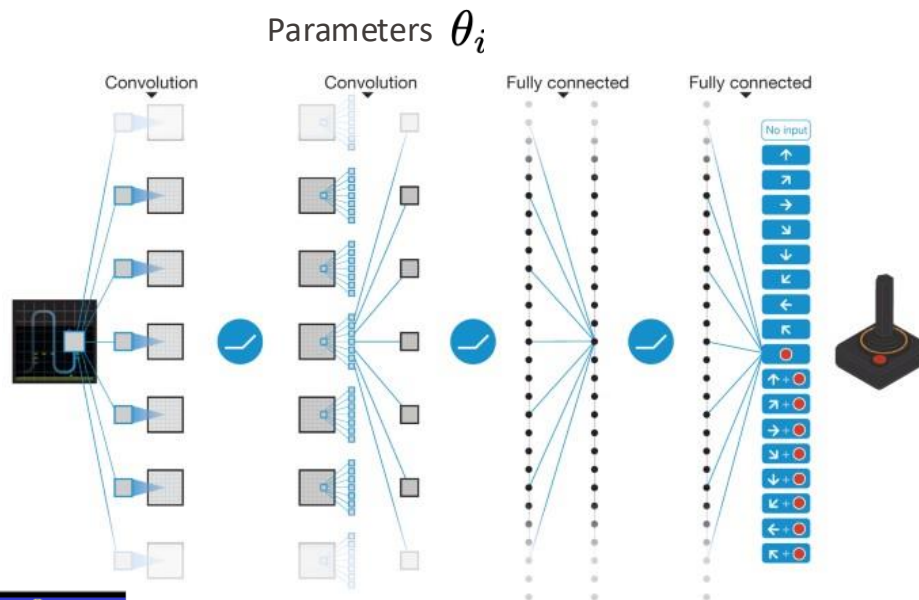 Parameters θi
Convolution
Convolution
Fully connected
Fully connected
No input
↑
↗
→
↘
↓
↙
←
↖
↑+
↗+
→+
↘+
↓+
↙+
←+
↖+